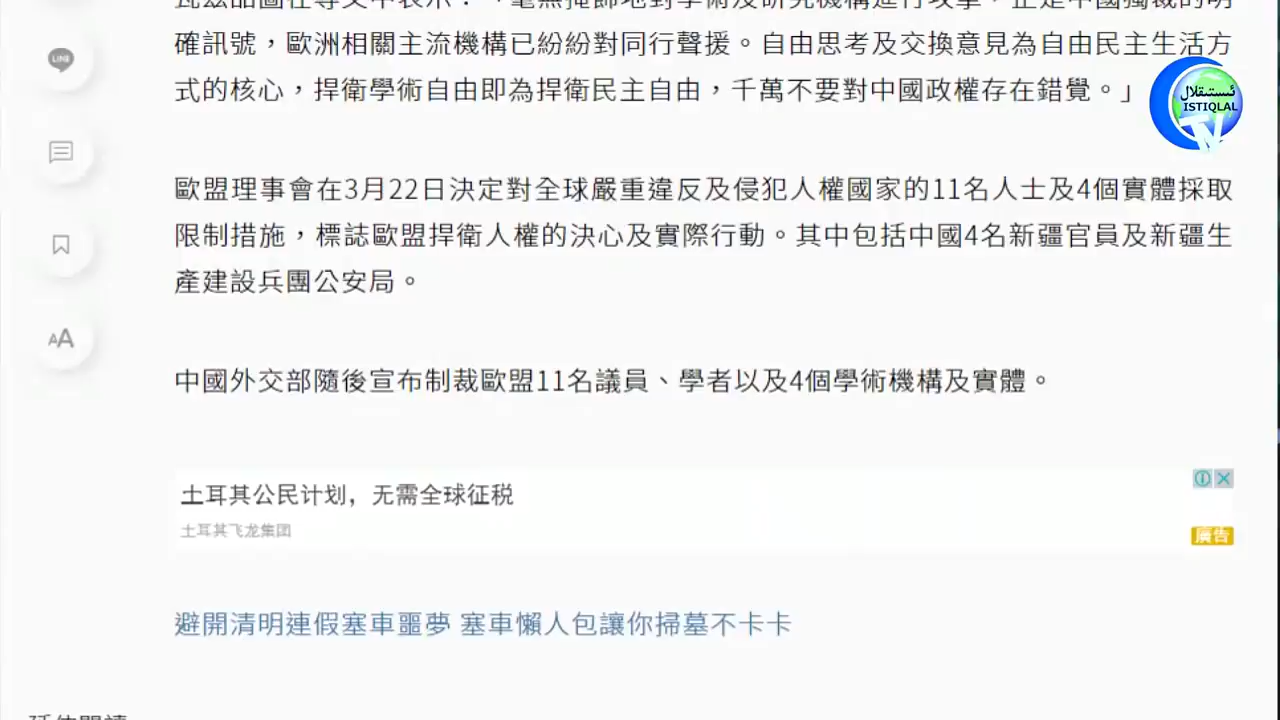 確訊號，歐洲相關主流機構已紛紛對同行聲援。自由思考及交換意見為自由民主生活方
式的核心，捍衛學術自由即為捍衛民主自由，千萬不要對中國政權存在錯覺。」
ئىستىقلال
ISTIQLAL
TV
LINE
歐盟理事會在3月22日決定對全球嚴重違反及侵犯人權國家的11名人士及4個實體採取
限制措施，標誌歐盟捍衛人權的決心及實際行動。其中包括中國4名新疆官員及新疆生
產建設兵團公安局。
AA
中國外交部隨後宣布制裁歐盟11名議員、學者以及4個學術機構及實體。
土耳其公民计划，无需全球征税
土耳其飞龙集团
廣告
避開清明連假塞車噩夢 塞車懶人包讓你掃墓不卡卡